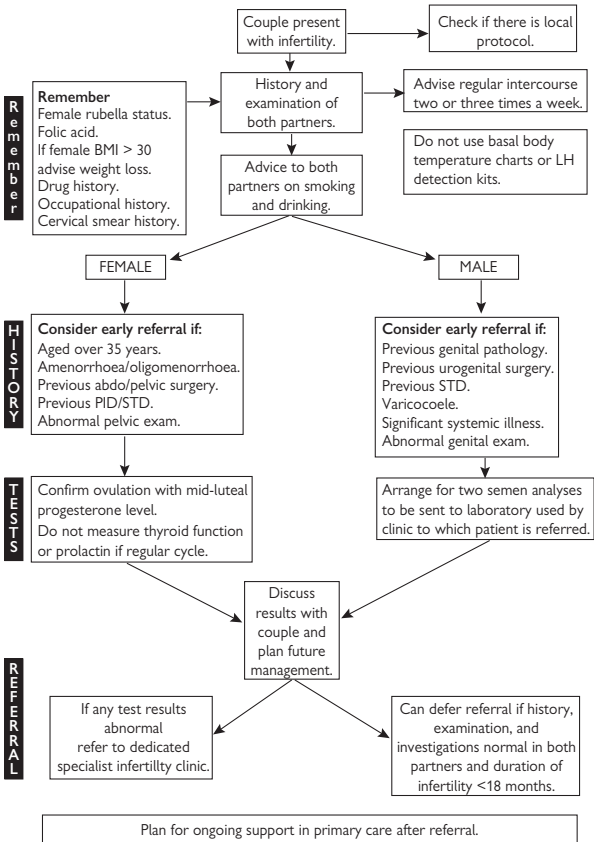 Couple present
with infertility.
Check if there is local
protocol.
Remember
Remember
Female rubella status.
Folic acid.
If female BMI > 30
advise weight loss.
Drug history.
Occupational history.
Cervical smear history.
History and
examination of
both partners.
Advise regular intercourse
two or three times a week.
Do not use basal body
temperature charts or LH
detection kits.
Advice to both
partners on smoking
and drinking.
FEMALE
MALE
HISTORY
Consider early referral if:
Aged over 35 years.
Amenorrhoea/oligomenorrhoea.
Previous abdo/pelvic surgery.
Previous PID/STD.
Abnormal pelvic exam.
Consider early referral if:
Previous genital pathology.
Previous urogenital surgery.
Previous STD.
Varicocoele.
Significant systemic illness.
Abnormal genital exam.
TESTS
Confirm ovulation with mid-luteal
progesterone level.
Do not measure thyroid function
or prolactin if regular cycle.
Arrange for two semen analyses
to be sent to laboratory used by
clinic to which patient is referred.
Discuss
results with
couple and
plan future
management.
REFERRAL
If any test results
abnormal
refer to dedicated
specialist infertillty clinic.
Can defer referral if history,
examination, and
investigations normal in both
partners and duration of
infertility <18 months.
Plan for ongoing support in primary care after referral.